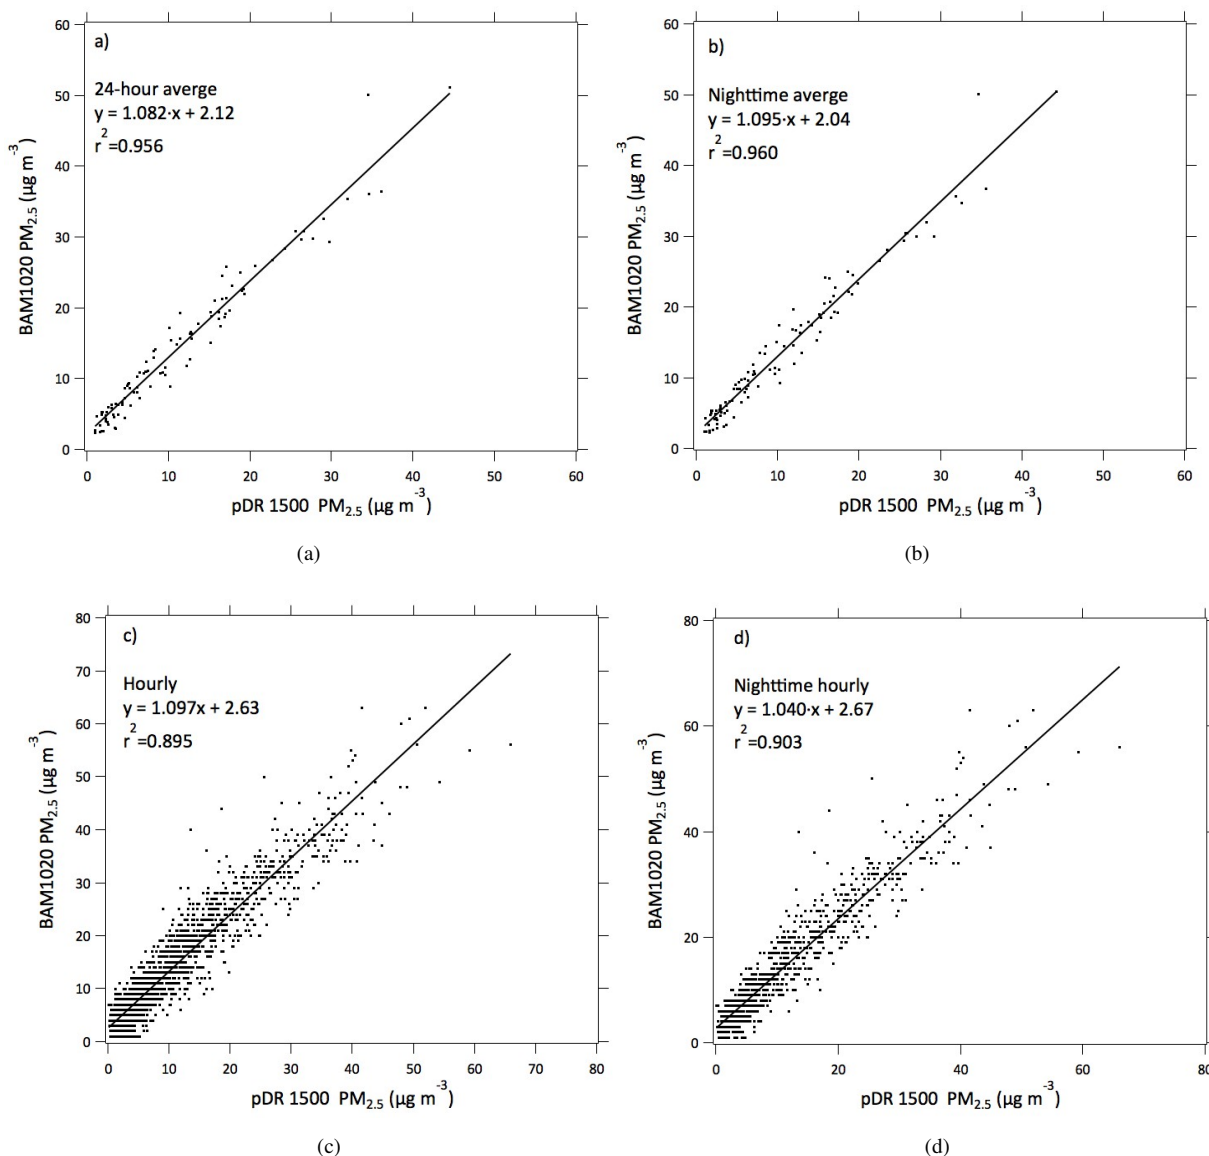 a)
24-hour averge
y = 1.082·x + 2.12
r²=0.956
60
50
40
30
20
10
0
BAM1020 PM₂.₅ (µg m⁻³)
0 10 20 30 40 50 60
pDR 1500 PM₂.₅ (µg m⁻³)
(a)
b)
Nighttime averge
y = 1.095·x + 2.04
r²=0.960
60
50
40
30
20
10
0
BAM1020 PM₂.₅ (µg m⁻³)
0 10 20 30 40 50 60
pDR 1500 PM₂.₅ (µg m⁻³)
(b)
c)
Hourly
y = 1.097x + 2.63
r²=0.895
80
70
60
50
40
30
20
10
0
BAM1020 PM₂.₅ (µg m⁻³)
0 10 20 30 40 50 60 70 80
pDR 1500 PM₂.₅ (µg m⁻³)
(c)
d)
Nighttime hourly
y = 1.040·x + 2.67
r²=0.903
80
60
40
20
0
BAM1020 PM₂.₅ (µg m⁻³)
0 20 40 60 8
pDR 1500 PM₂.₅ (µg m⁻³)
(d)